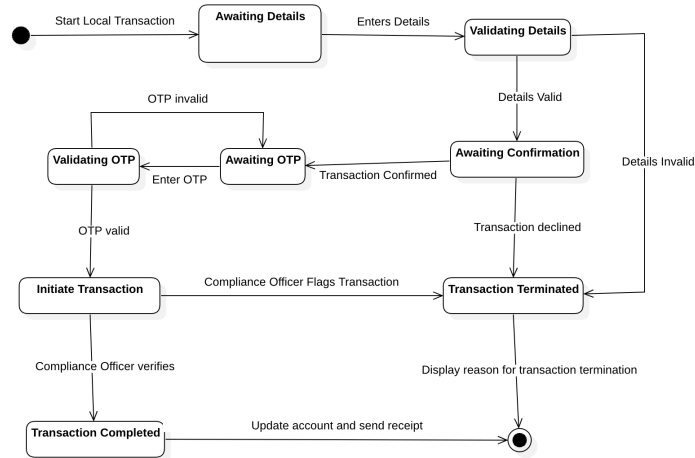 Start Local Transaction
Awaiting Details
Enters Details
Validating Details
Details Valid
OTP invalid
Validating OTP
Enter OTP
Awaiting OTP
Transaction Confirmed
Awaiting Confirmation
Details Invalid
OTP valid
Transaction declined
Initiate Transaction
Compliance Officer Flags Transaction
Transaction Terminated
Compliance Officer verifies
Display reason for transaction termination
Transaction Completed
Update account and send receipt